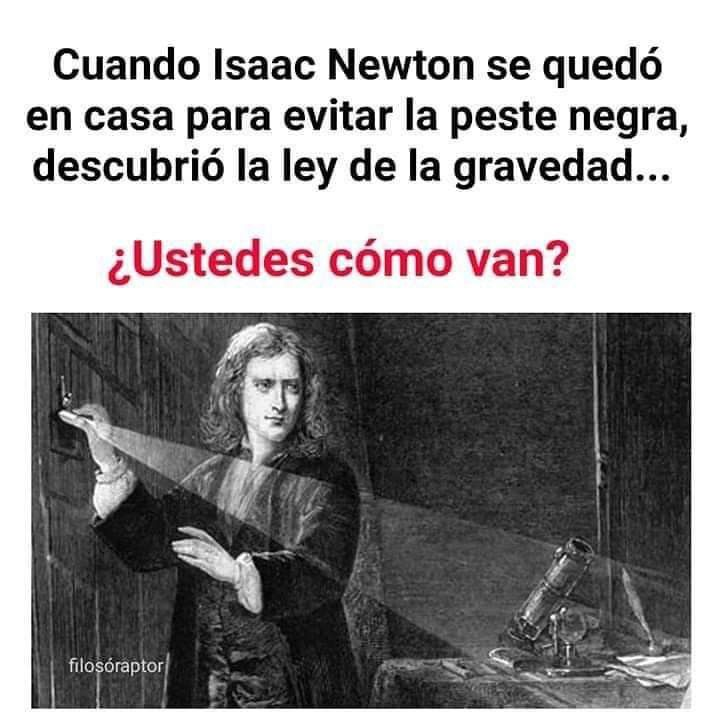 Cuando Isaac Newton se quedó
en casa para evitar la peste negra,
descubrió la ley de la gravedad...
¿Ustedes cómo van?
filosóraptor